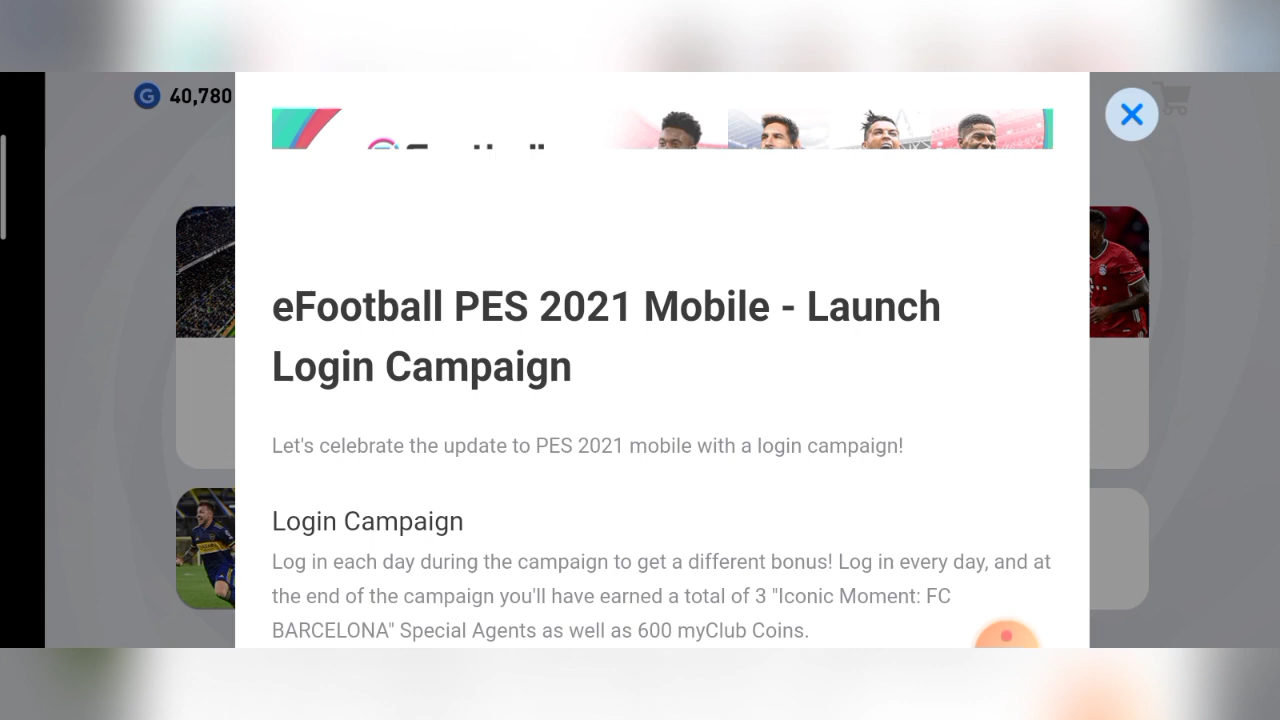 40,780
eFootball PES 2021 Mobile - Launch
Login Campaign
Let's celebrate the update to PES 2021 mobile with a login campaign!
Login Campaign
Log in each day during the campaign to get a different bonus! Log in every day, and at
the end of the campaign you'll have earned a total of 3 "Iconic Moment: FC
BARCELONA" Special Agents as well as 600 myClub Coins.